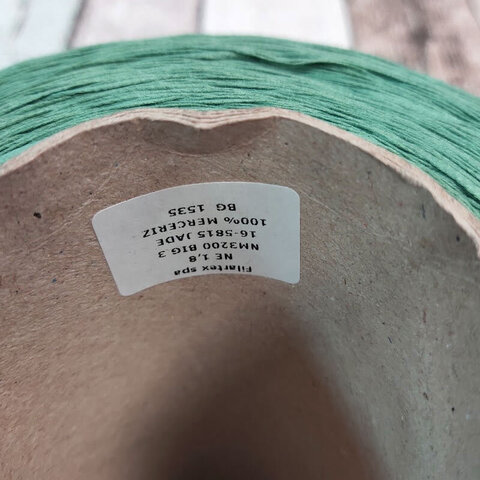 Filartex spa
NE 1,8
NM3200 BIG 3
16-5815 JADE
100% MERCERIZ
BG 1535